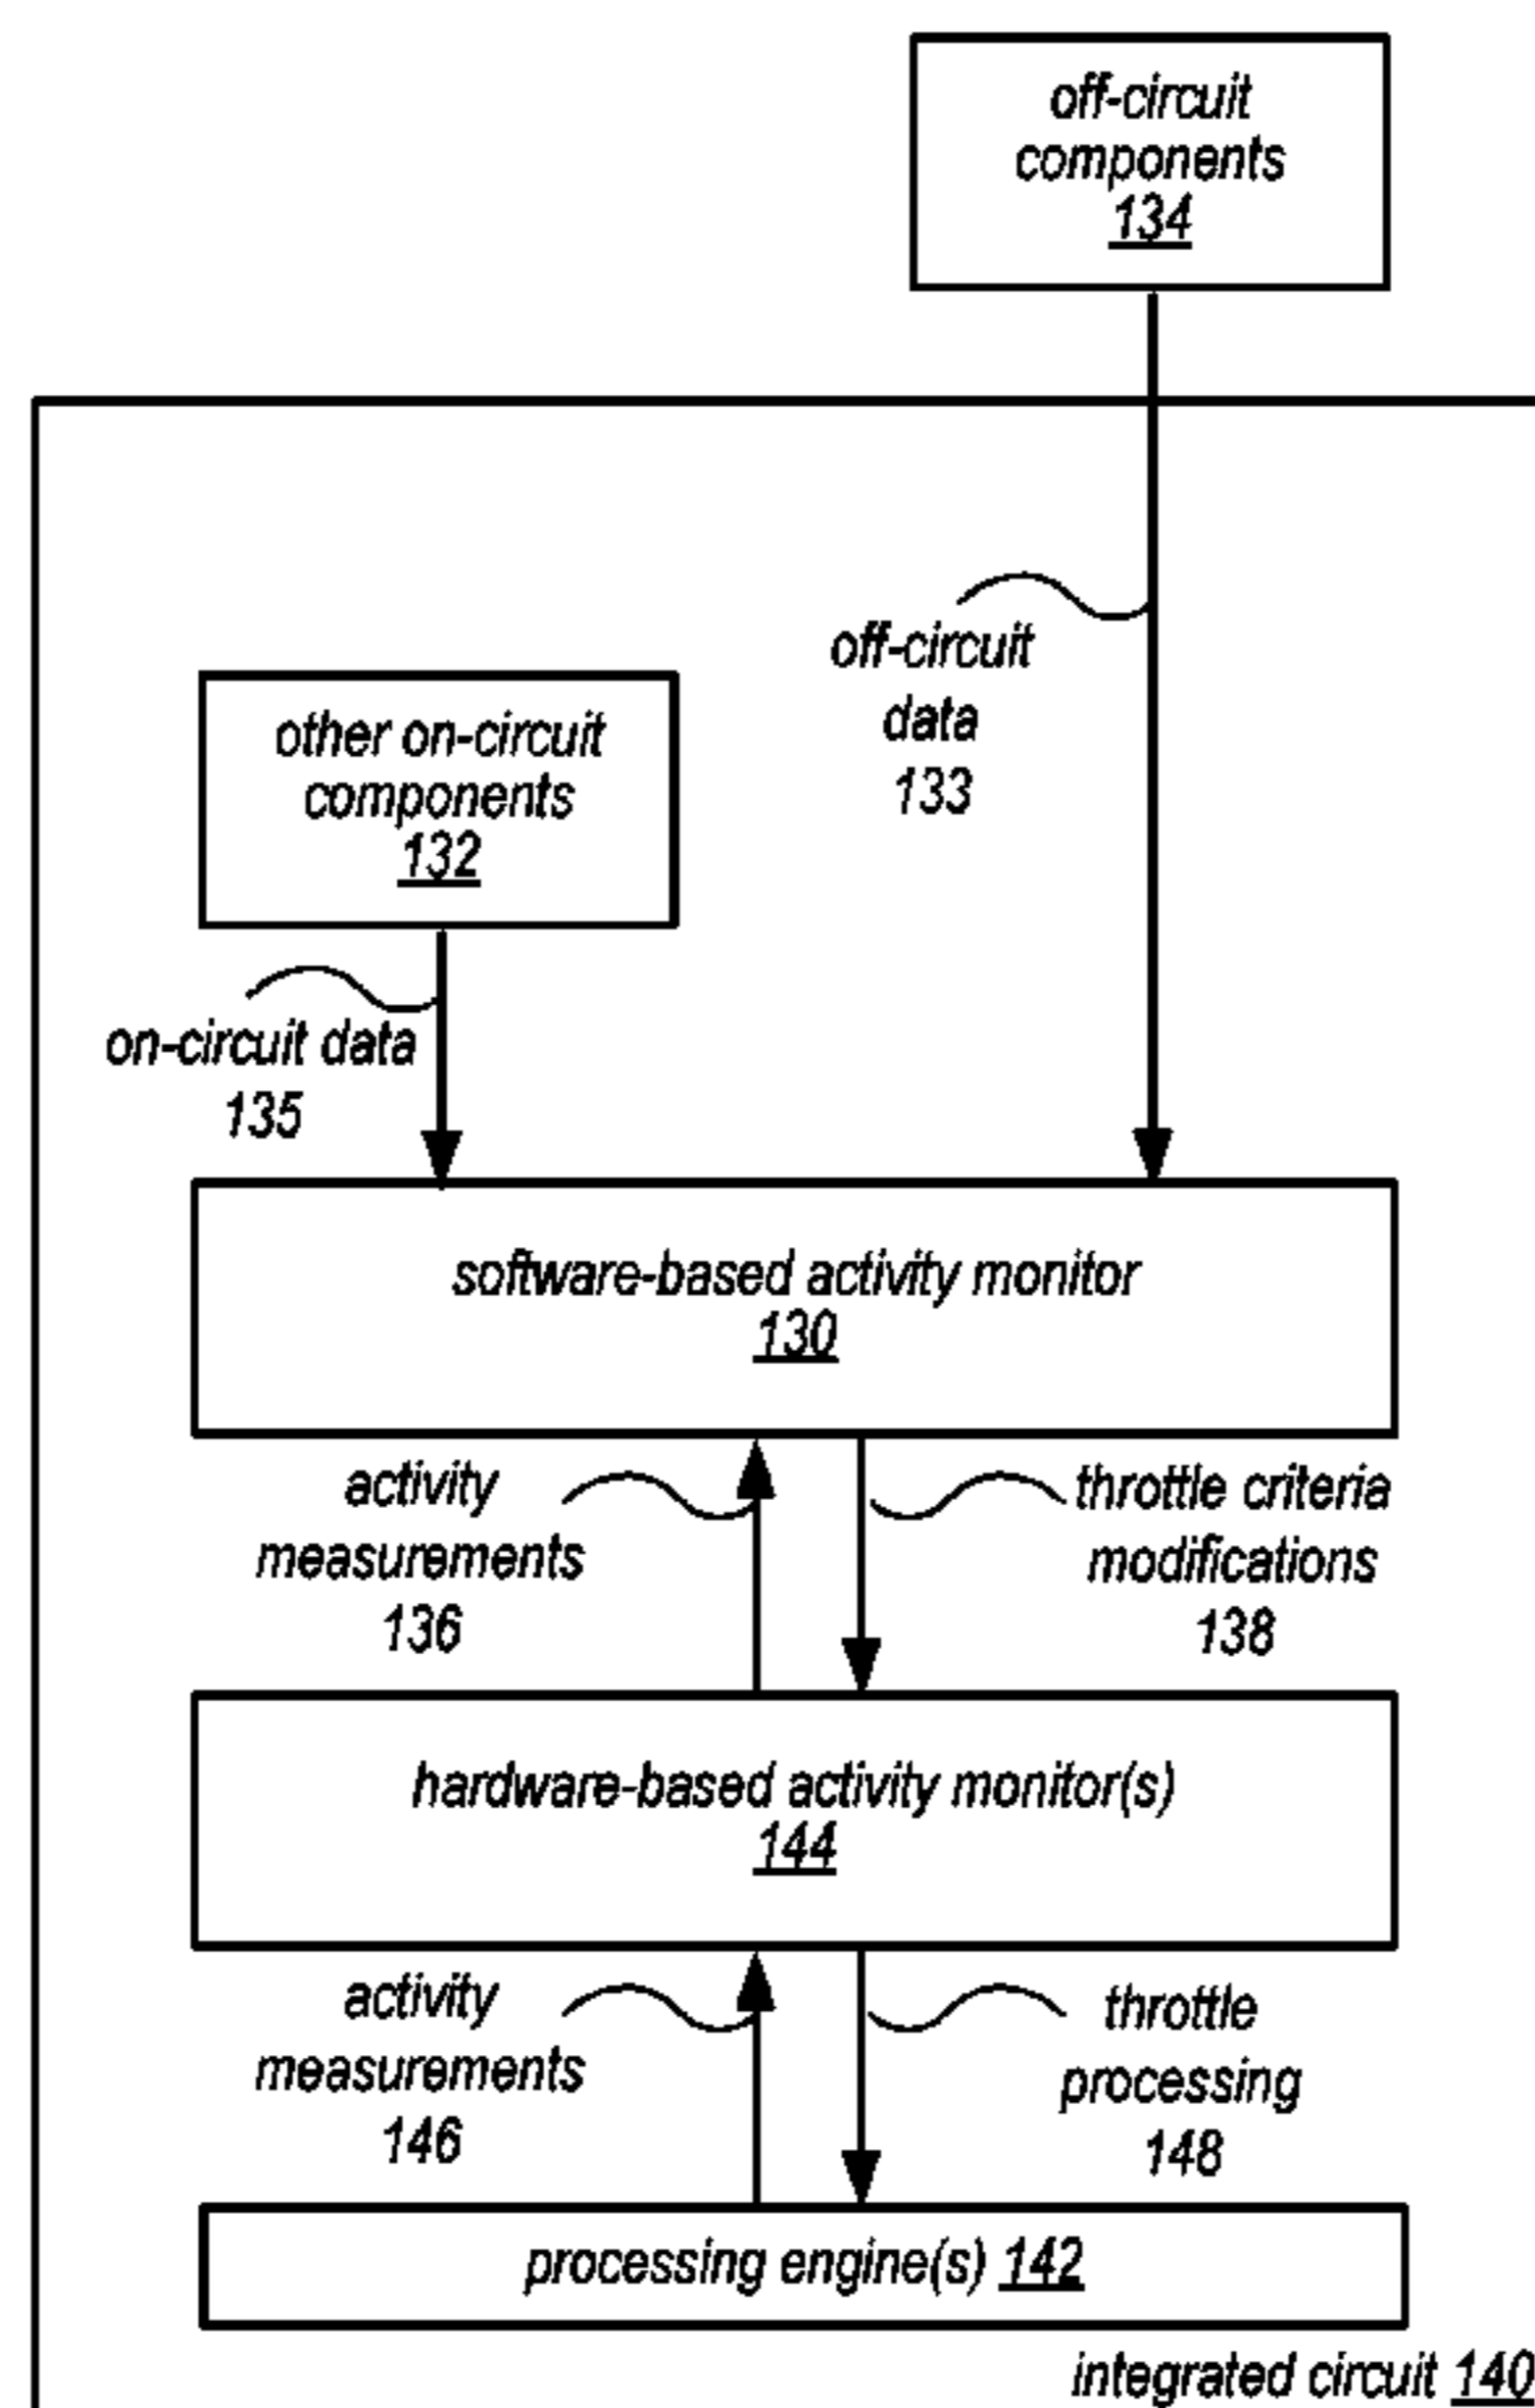 off-circuit
components
134
off-circuit
data
133
other on-circuit
components
132
on-circuit data
135
software-based activity monitor
130
activity
measurements
136
throttle criteria
modifications
138
hardware-based activity monitor(s)
144
activity
measurements
146
throttle
processing
148
processing engine(s) 142
integrated circuit 140